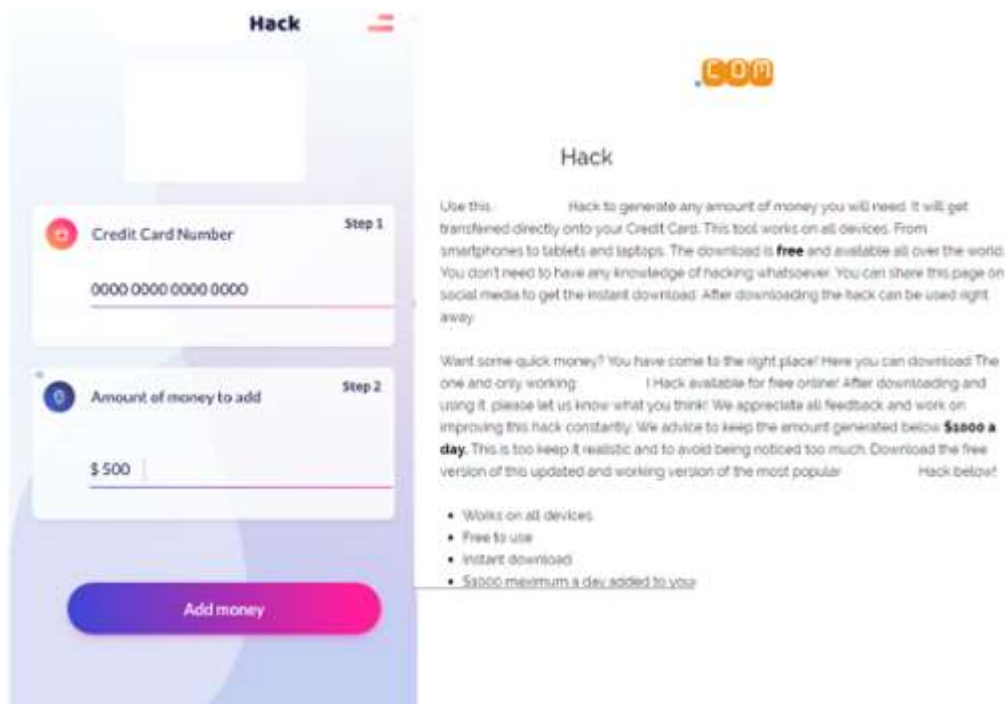 Hack
Credit Card Number
Step 1
0000 0000 0000 0000
Amount of money to add
Step 2
$ 500
Add money
.COM
Hack
Use this Hack to generate any amount of money you will need. It will get
transferred directly onto your Credit Card. This tool works on all devices. From
smartphones to tablets and laptops. The download is free and available all over the world.
You don't need to have any knowledge of hacking whatsoever. You can share this page on
social media to get the instant download. After downloading the hack can be used right
away.
Want some quick money? You have come to the right place! Here you can download The
one and only working l Hack available for free online! After downloading and
using it, please let us know what you think! We appreciate all feedback and work on
improving this hack constantly. We advice to keep the amount generated below $1000 a
day. This is too keep it realistic and to avoid being noticed too much. Download the free
version of this updated and working version of the most popular Hack below!
• Works on all devices
• Free to use
• Instant download
• $1000 maximum a day added to your